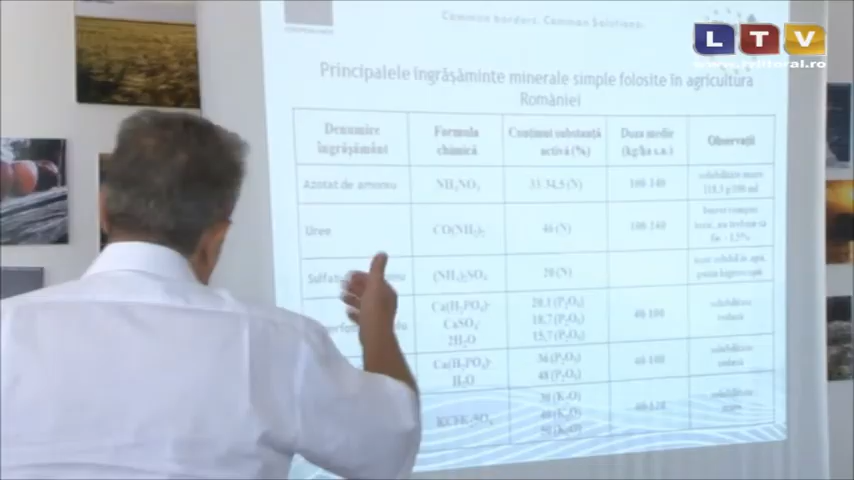 Common borders. Common Solutions.
LTV
www.rtlitoral.ro
Principalele îngrășăminte minerale simple folosite în agricultura
României
Denumire îngrășământ
Formula chimică
Conținut substanță activă (%)
Doza medie (kg/ha s.a.)
Observații
Azotat de amoniu
NH₄NO₃
33-34,5 (N)
100-140
Uree
CO(NH₂)₂
46 (N)
100-140
(NH₄)₂SO₄
20 (N)
Ca(H₂PO₄)·
CaSO₄·
2H₂O
20,1 (P₂O₅)
18,7 (P₂O₅)
15,7 (P₂O₅)
40-100
solubilitate
redusă
Ca(H₂PO₄)·
H₂O
36 (P₂O₅)
48 (P₂O₅)
40-100
solubilitate
redusă
30 (K₂O)
40 (K₂O)
50 (K₂O)
solubilitate